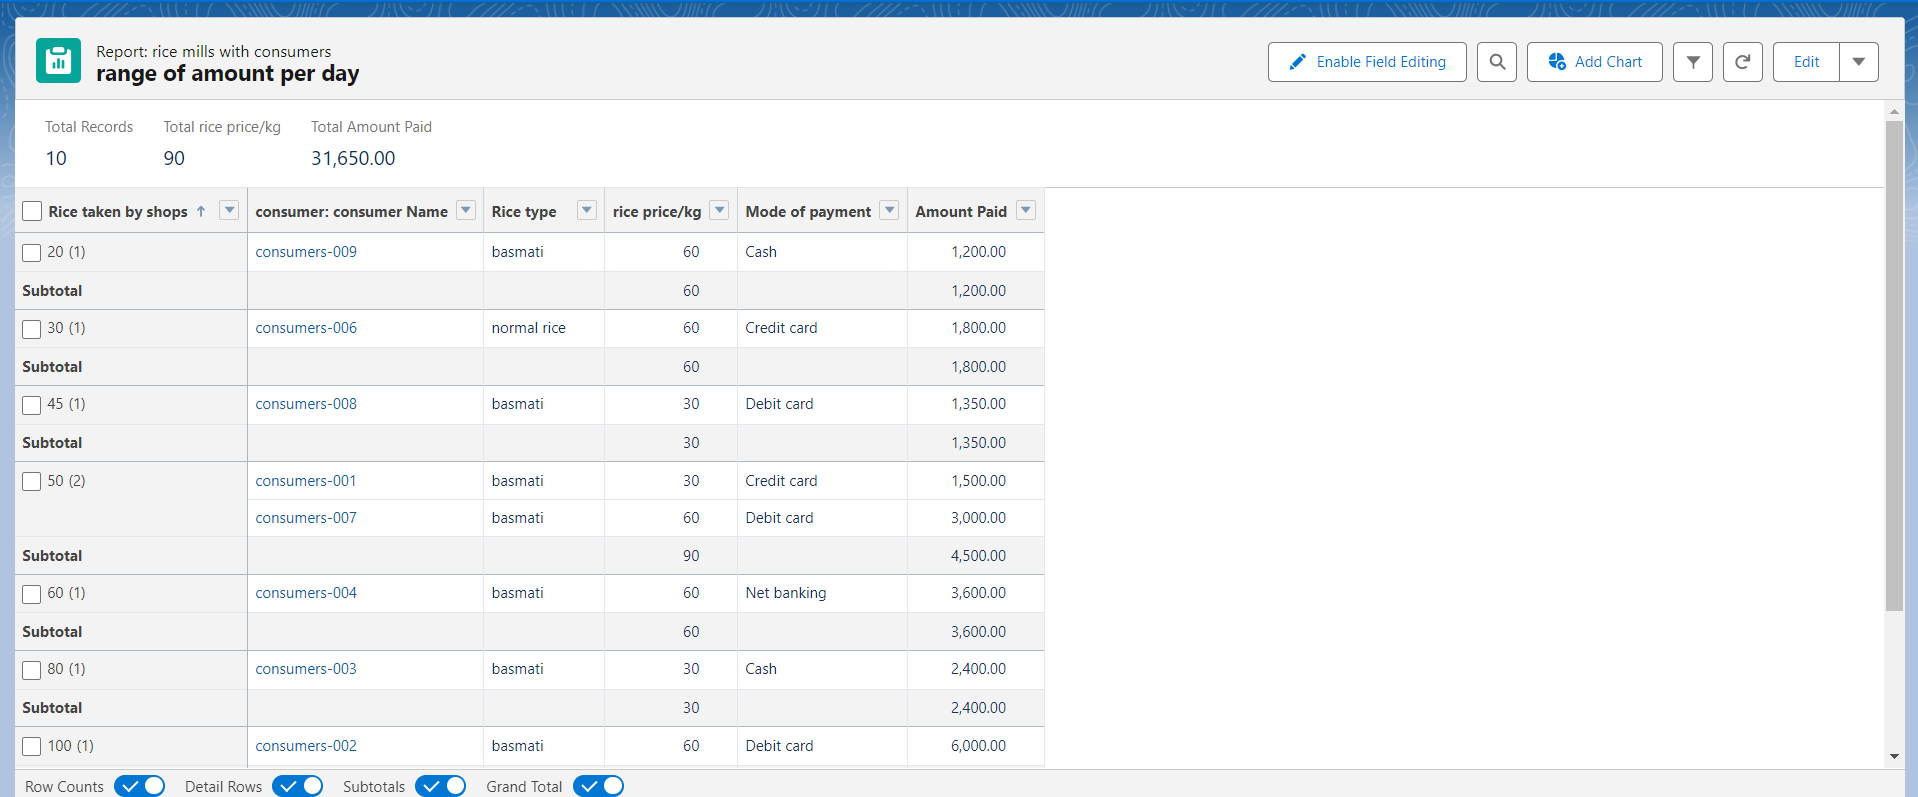 Report: rice mills with consumers
range of amount per day
Enable Field Editing
Add Chart
Edit
Total Records Total rice price/kg Total Amount Paid
10 90 31,650.00
Rice taken by shops consumer: consumer Name Rice type rice price/kg Mode of payment Amount Paid
20 (1) consumers-009 basmati 60 Cash 1,200.00
Subtotal 60 1,200.00
30 (1) consumers-006 normal rice 60 Credit card 1,800.00
Subtotal 60 1,800.00
45 (1) consumers-008 basmati 30 Debit card 1,350.00
Subtotal 30 1,350.00
50 (2) consumers-001 basmati 30 Credit card 1,500.00
consumers-007 basmati 60 Debit card 3,000.00
Subtotal 90 4,500.00
60 (1) consumers-004 basmati 60 Net banking 3,600.00
Subtotal 60 3,600.00
80 (1) consumers-003 basmati 30 Cash 2,400.00
Subtotal 30 2,400.00
100 (1) consumers-002 basmati 60 Debit card 6,000.00
Row Counts Detail Rows Subtotals Grand Total